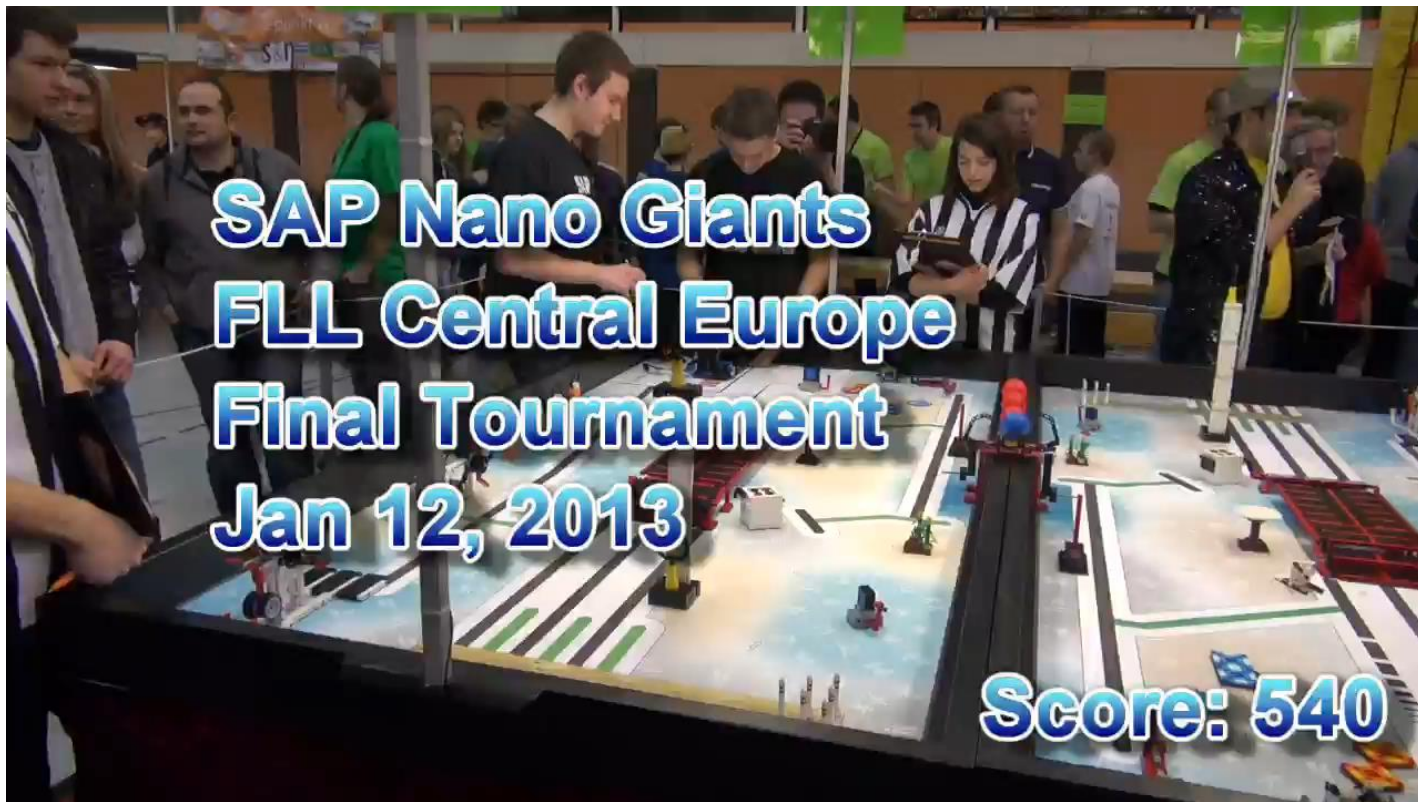 SAP Nano Giants
FLL Central Europe
Final Tournament
Jan 12, 2013
Score: 540